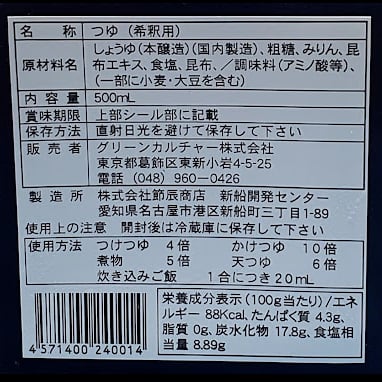 名称 つゆ（希釈用）
原材料名 しょうゆ（本醸造）（国内製造）、粗糖、みりん、昆
布エキス、食塩、昆布、／調味料（アミノ酸等）、
（一部に小麦・大豆を含む）
内容量 500mL
賞味期限 上部シール部に記載
保存方法 直射日光を避けて保存して下さい
販売者 グリーンカルチャー株式会社
東京都葛飾区東新小岩4-5-25
電話 （048）960-0426
製造所 株式会社節辰商店 新船開発センター
愛知県名古屋市港区新船町三丁目1-89
使用上の注意 開封後は冷蔵庫に保存して下さい
使用方法 つけつゆ 4倍 かけつゆ 10倍
煮物 5倍 天つゆ 6倍
炊き込みご飯 1合につき20mL
栄養成分表示（100g当たり）/エネ
ルギー 88Kcal、たんぱく質 4.3g、
脂質 0g、炭水化物 17.8g、食塩相
当量 8.89g
4571400240014